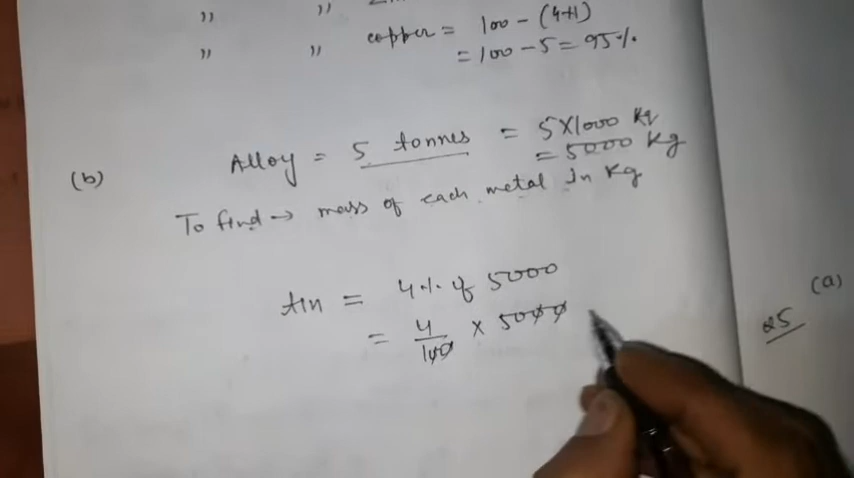 " "
" " copper = 100 - (4+1)
= 100 - 5 = 95%
(b) Alloy = 5 tonnes = 5×1000 Kg
= 5000 Kg
To find → mass of each metal in Kg
tin = 4% of 5000
= 4/100 × 5000
25 (a)